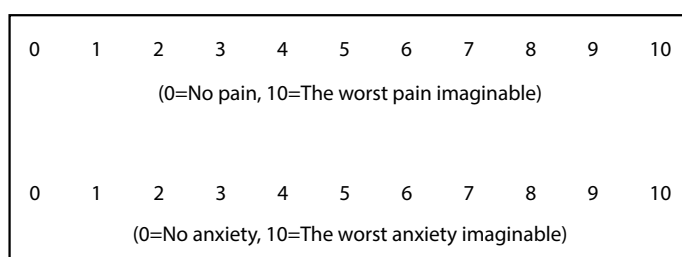 0 1 2 3 4 5 6 7 8 9 10
(0=No pain, 10=The worst pain imaginable)
0 1 2 3 4 5 6 7 8 9 10
(0=No anxiety, 10=The worst anxiety imaginable)